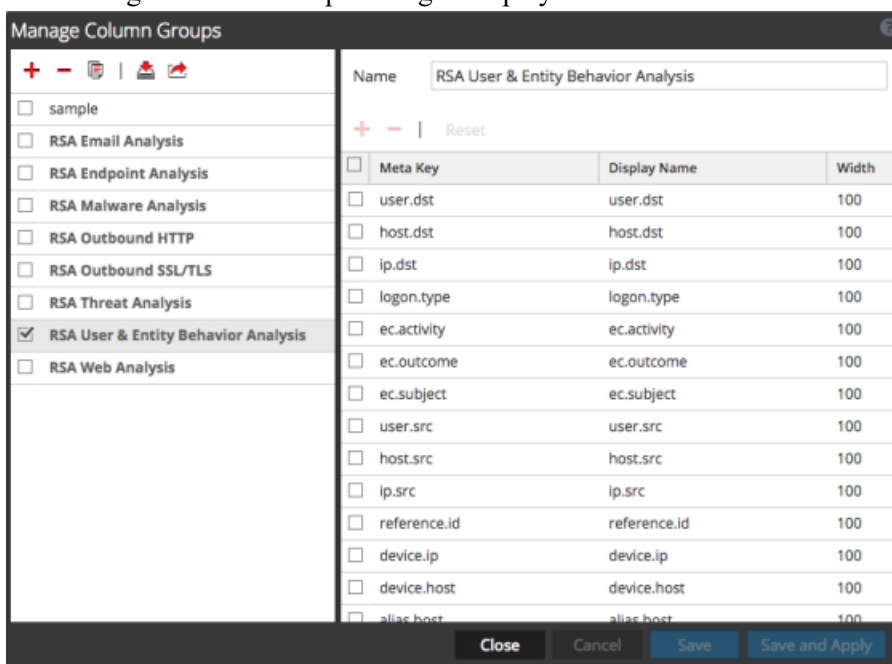 Manage Column Groups
sample
RSA Email Analysis
RSA Endpoint Analysis
RSA Malware Analysis
RSA Outbound HTTP
RSA Outbound SSL/TLS
RSA Threat Analysis
RSA User & Entity Behavior Analysis
RSA Web Analysis
Name RSA User & Entity Behavior Analysis
Reset
Meta Key Display Name Width
user.dst user.dst 100
host.dst host.dst 100
ip.dst ip.dst 100
logon.type logon.type 100
ec.activity ec.activity 100
ec.outcome ec.outcome 100
ec.subject ec.subject 100
user.src user.src 100
host.src host.src 100
ip.src ip.src 100
reference.id reference.id 100
device.ip device.ip 100
device.host device.host 100
alias.host alias.host 100
Close Cancel Save Save and Apply